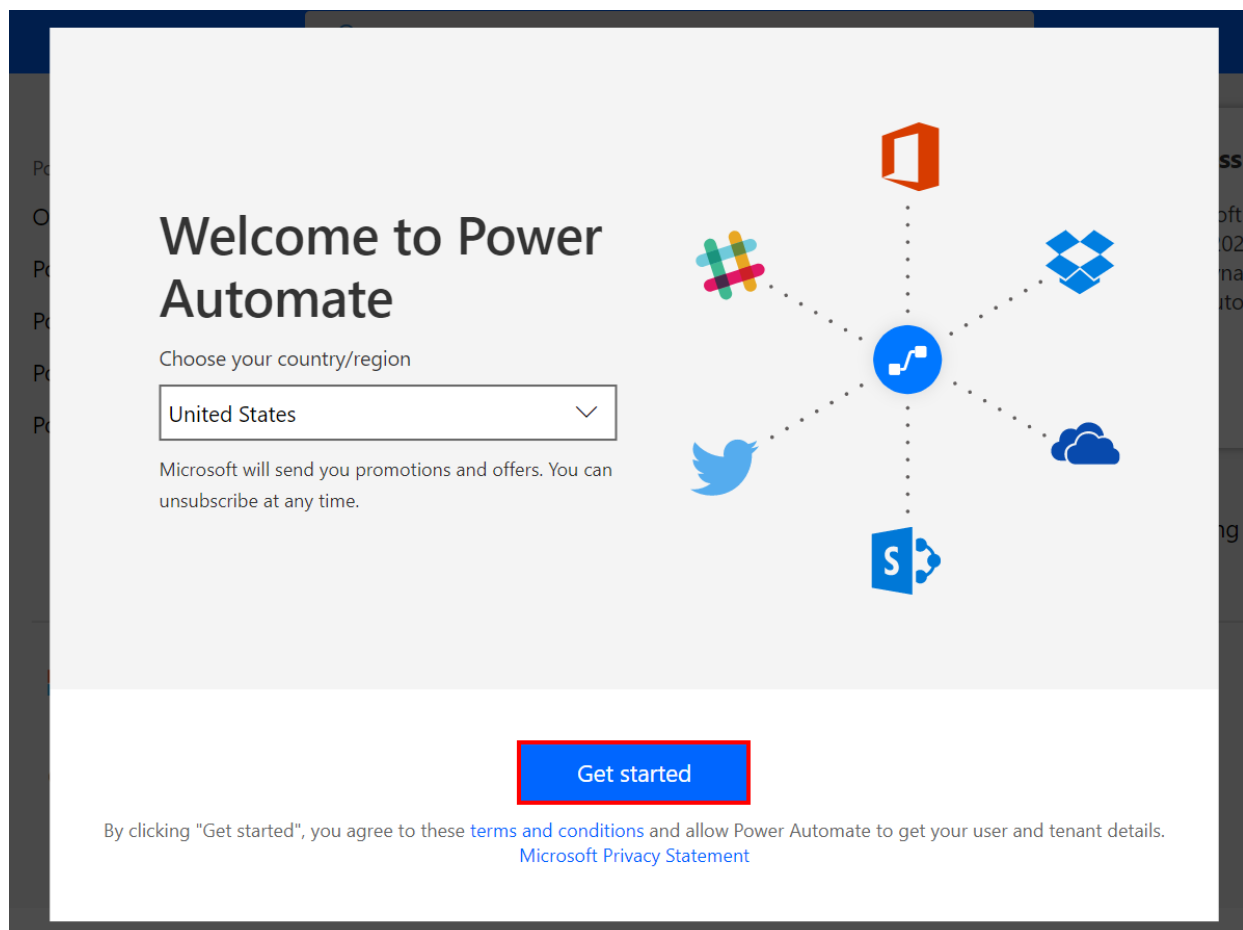 Welcome to Power
Automate
Choose your country/region
United States
Microsoft will send you promotions and offers. You can
unsubscribe at any time.
S
Get started
By clicking "Get started", you agree to these terms and conditions and allow Power Automate to get your user and tenant details.
Microsoft Privacy Statement